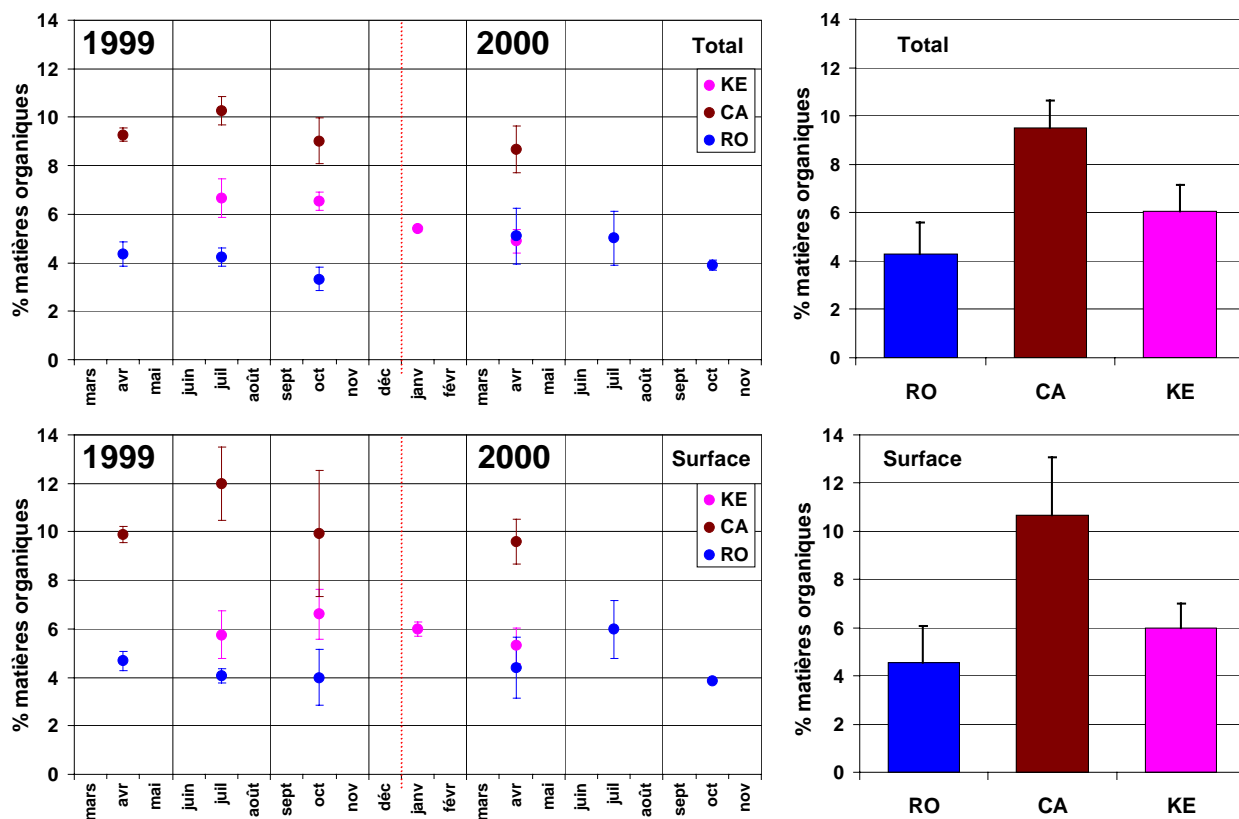 1999 2000 Total
KE
CA
RO
% matières organiques
14
12
10
8
6
4
2
0
mars avr mai juin juil août sept oct nov déc janv févr mars avr mai juin juil août sept oct nov
Total
% matières organiques
14
12
10
8
6
4
2
0
RO CA KE
1999 2000 Surface
KE
CA
RO
% matières organiques
14
12
10
8
6
4
2
0
mars avr mai juin juil août sept oct nov déc janv févr mars avr mai juin juil août sept oct nov
Surface
% matières organiques
14
12
10
8
6
4
2
0
RO CA KE